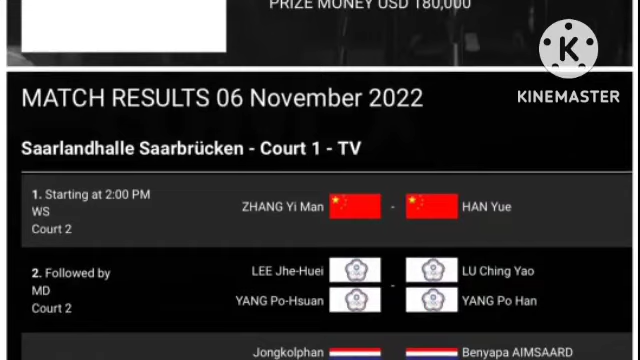 PRIZE MONEY USD 180,000
K
KINEMASTER
MATCH RESULTS 06 November 2022
Saarlandhalle Saarbrücken - Court 1 - TV
1. Starting at 2:00 PM
WS
Court 2
ZHANG Yi Man - HAN Yue
2. Followed by
MD
Court 2
LEE Jhe-Huei - LU Ching Yao
YANG Po-Hsuan YANG Po Han
Jongkolphan Benyapa AIMSAARD